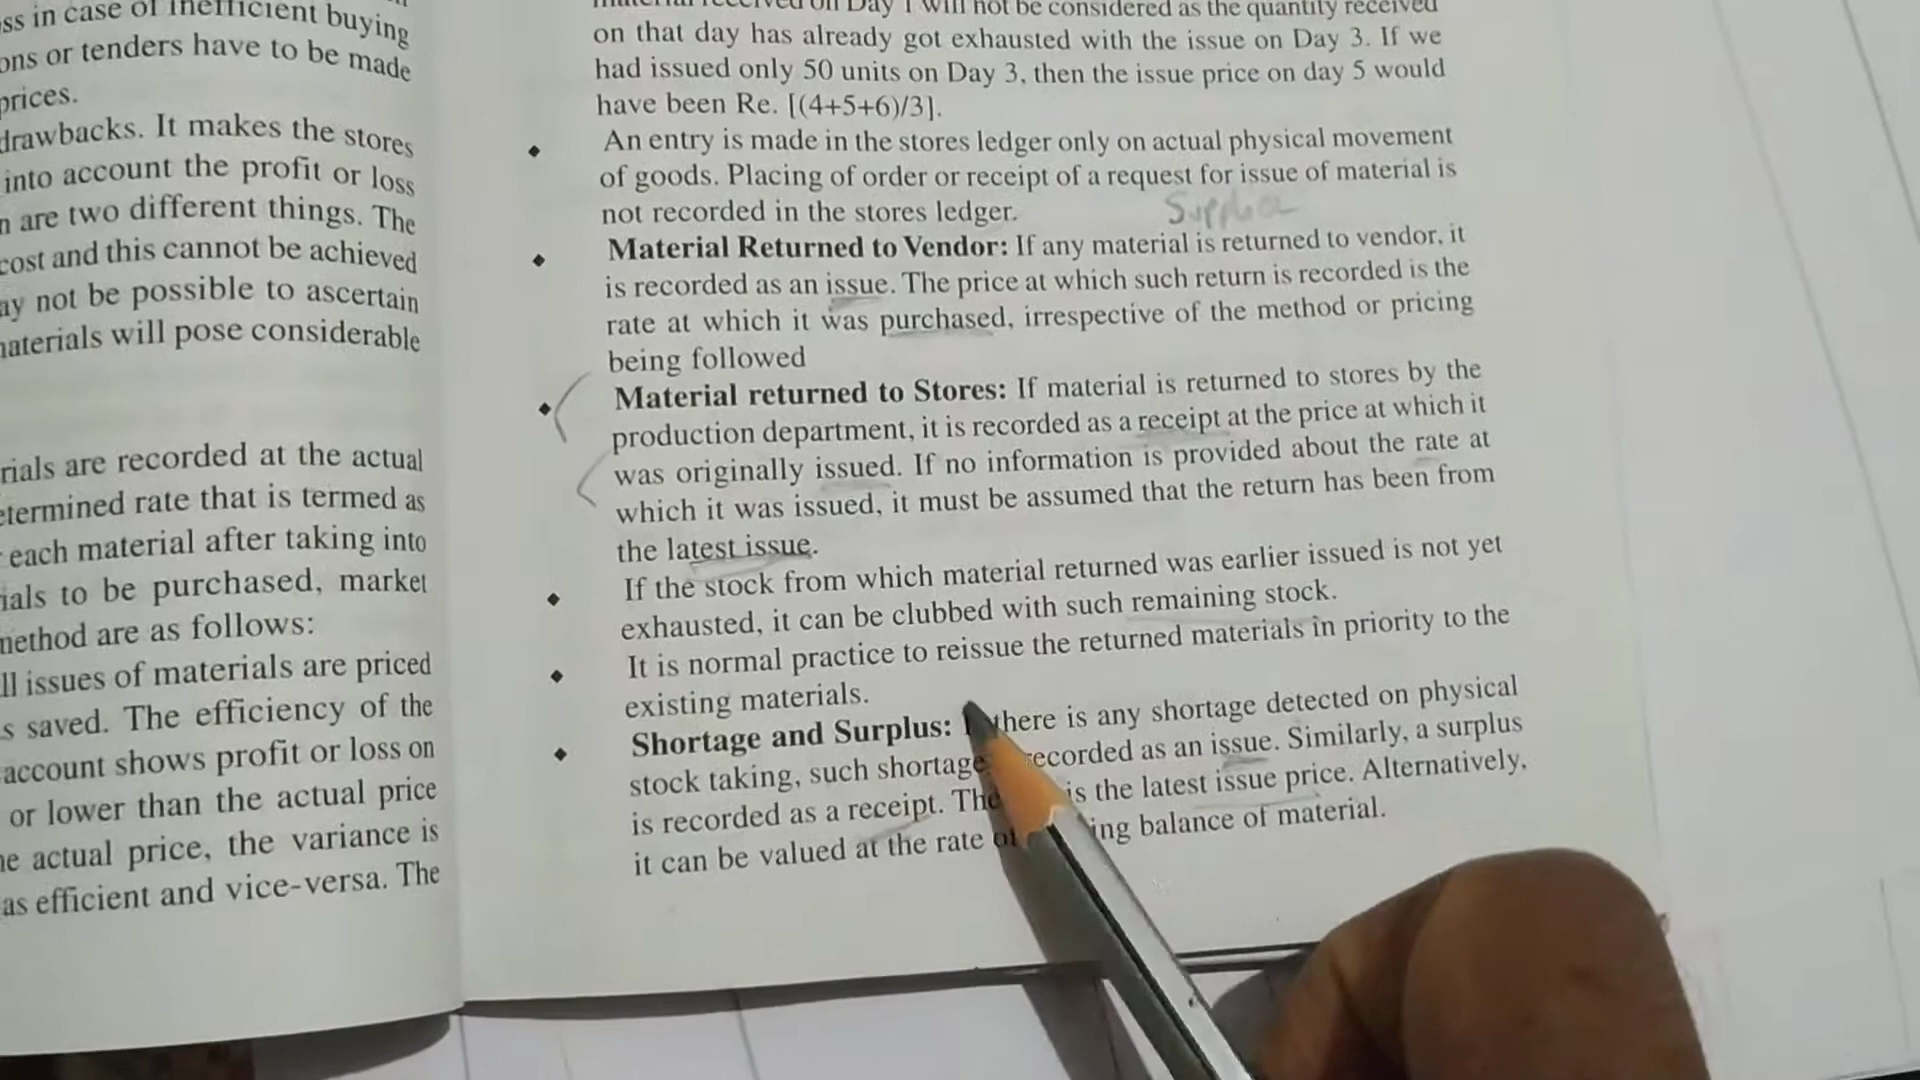 ss in case of inefficient buying
ons or tenders have to be made
prices.
drawbacks. It makes the stores
into account the profit or loss
n are two different things. The
cost and this cannot be achieved
ay not be possible to ascertain
naterials will pose considerable
rials are recorded at the actual
etermined rate that is termed as
each material after taking into
ials to be purchased, market
method are as follows:
ll issues of materials are priced
s saved. The efficiency of the
account shows profit or loss on
or lower than the actual price
he actual price, the variance is
as efficient and vice-versa. The
material received on Day 1 will not be considered as the quantity received
on that day has already got exhausted with the issue on Day 3. If we
had issued only 50 units on Day 3, then the issue price on day 5 would
have been Re. [(4+5+6)/3].
◆ An entry is made in the stores ledger only on actual physical movement
of goods. Placing of order or receipt of a request for issue of material is
not recorded in the stores ledger.
◆ Material Returned to Vendor: If any material is returned to vendor, it
is recorded as an issue. The price at which such return is recorded is the
rate at which it was purchased, irrespective of the method or pricing
being followed
◆ Material returned to Stores: If material is returned to stores by the
production department, it is recorded as a receipt at the price at which it
was originally issued. If no information is provided about the rate at
which it was issued, it must be assumed that the return has been from
the latest issue.
◆ If the stock from which material returned was earlier issued is not yet
exhausted, it can be clubbed with such remaining stock.
◆ It is normal practice to reissue the returned materials in priority to the
existing materials.
◆ Shortage and Surplus: there is any shortage detected on physical
stock taking, such shortage recorded as an issue. Similarly, a surplus
is recorded as a receipt. The is the latest issue price. Alternatively,
it can be valued at the rate of ing balance of material.